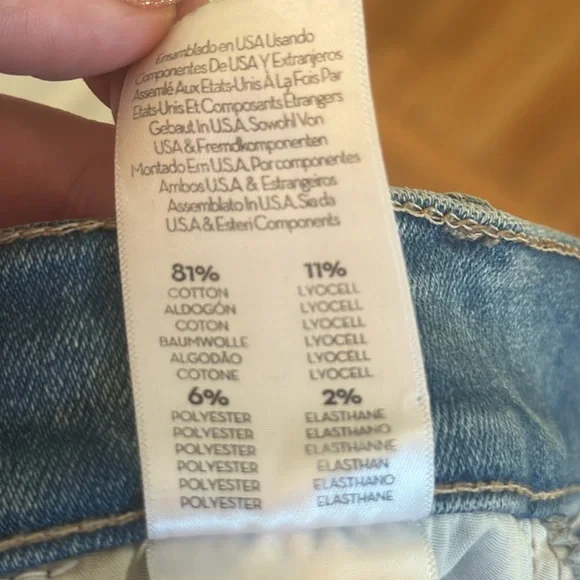 Ensamblado en USA Usando
Componentes De USA Y Extranjeros
Assemlé Aux Etats-Unis À La Fois Par
Etats-Unis Et Composants Étrangers
Gebaut In U.S.A. Sowohl Von
USA & Fremdkomponenten
Montado Em U.S.A. Por componentes
Ambos U.S.A & Estrangeiros
Assemblato In U.S.A. Sia da
U.S.A & Esteri Components
81% 11%
COTTON LYOCELL
ALDOGÓN LYOCELL
COTON LYOCELL
BAUMWOLLE LYOCELL
ALGODÃO LYOCELL
COTONE LYOCELL
6% 2%
POLYESTER ELASTHANE
POLYESTER ELASTHANO
POLYESTER ELASTHANNE
POLYESTER ELASTHAN
POLYESTER ELASTHANO
POLYESTER ELASTHANE